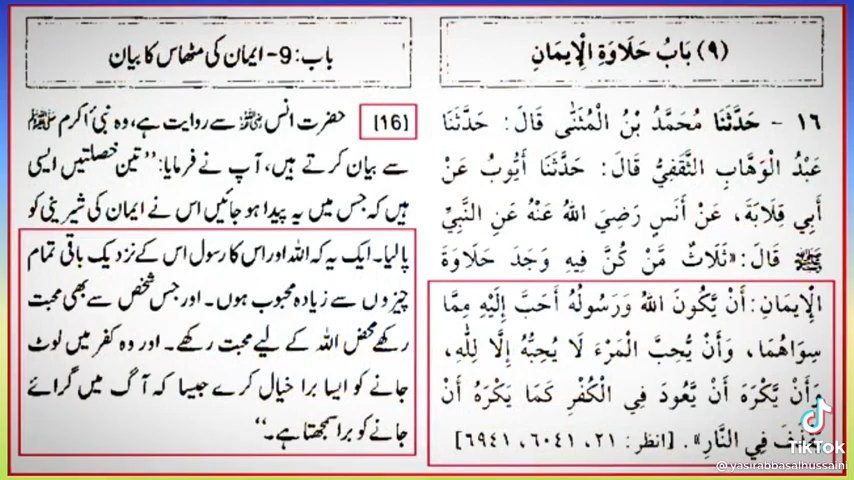 (٩) بَابُ حَلَاوَةِ الْإِيمَانِ
١٦ - حَدَّثَنَا مُحَمَّدُ بْنُ الْمُثَنَّى قَالَ: حَدَّثَنَا
عَبْدُ الْوَهَّابِ الثَّقَفِيُّ قَالَ: حَدَّثَنَا أَيُّوبُ عَنْ
أَبِي قِلَابَةَ، عَنْ أَنَسٍ رَضِيَ اللهُ عَنْهُ عَنِ النَّبِيِّ
ﷺ قَالَ: «ثَلَاثٌ مَّنْ كُنَّ فِيهِ وَجَدَ حَلَاوَةَ
الْإِيمَانِ: أَنْ يَّكُونَ اللهُ وَرَسُولُهُ أَحَبَّ إِلَيْهِ مِمَّا
سِوَاهُمَا، وَأَنْ يُّحِبَّ الْمَرْءَ لَا يُحِبُّهُ إِلَّا لِلّٰهِ،
وَأَنْ يَّكْرَهَ أَنْ يَّعُودَ فِي الْكُفْرِ كَمَا يَكْرَهُ أَنْ
فِي النَّارِ». [انظر: ٢١، ٦٠٤١، ٦٩٤١]
باب: 9- ایمان کی مٹھاس کا بیان
[16] حضرت انس ؓ سے روایت ہے، وہ نبیٔ اکرم ﷺ
سے بیان کرتے ہیں، آپ نے فرمایا: ”تین خصلتیں ایسی
ہیں کہ جس میں یہ پیدا ہو جائیں اس نے ایمان کی شیرینی کو
پا لیا۔ ایک یہ کہ اللہ اور اس کا رسول اس کے نزدیک باقی تمام
چیزوں سے زیادہ محبوب ہوں۔ اور جس شخص سے بھی محبت
رکھے محض اللہ کے لیے محبت رکھے۔ اور وہ کفر میں لوٹ
جانے کو ایسا برا خیال کرے جیسا کہ آگ میں گرائے
جانے کو برا سمجھتا ہے۔“
TikTok
@yasirabbasalhussaini